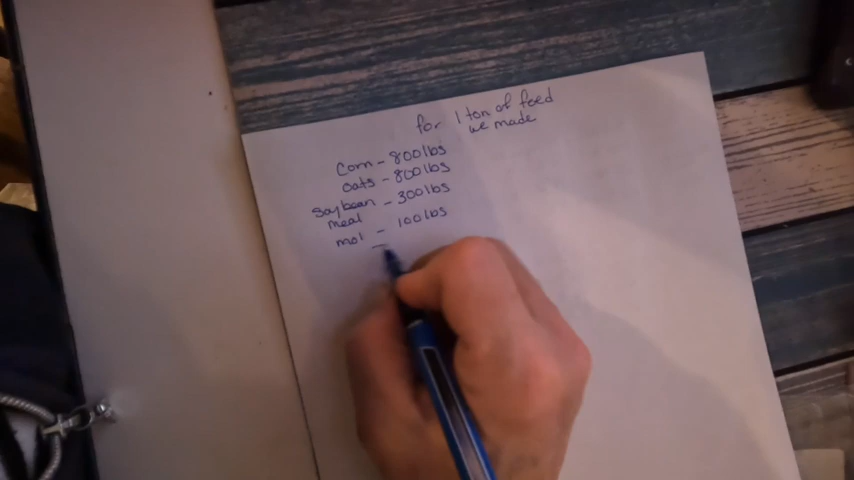 for 1 ton of feed
we made
Corn - 800lbs
oats - 800lbs
Soybean - 300lbs
meal
mol - 100lbs
-